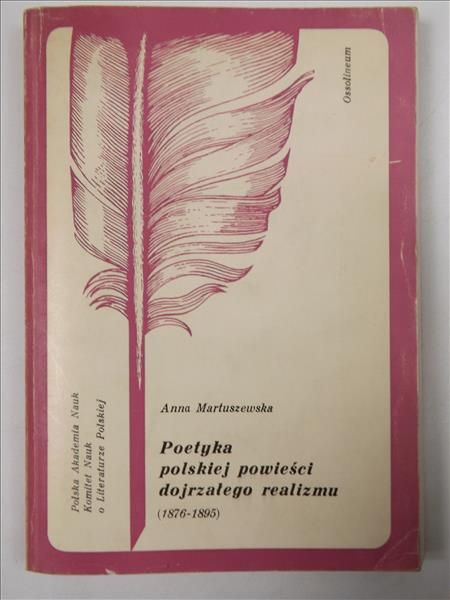 Ossolineum
Anna Martuszewska
Poetyka
polskiej powieści
dojrzałego realizmu
(1876-1895)
Polska Akademia Nauk
Komitet Nauk
o Literaturze Polskiej